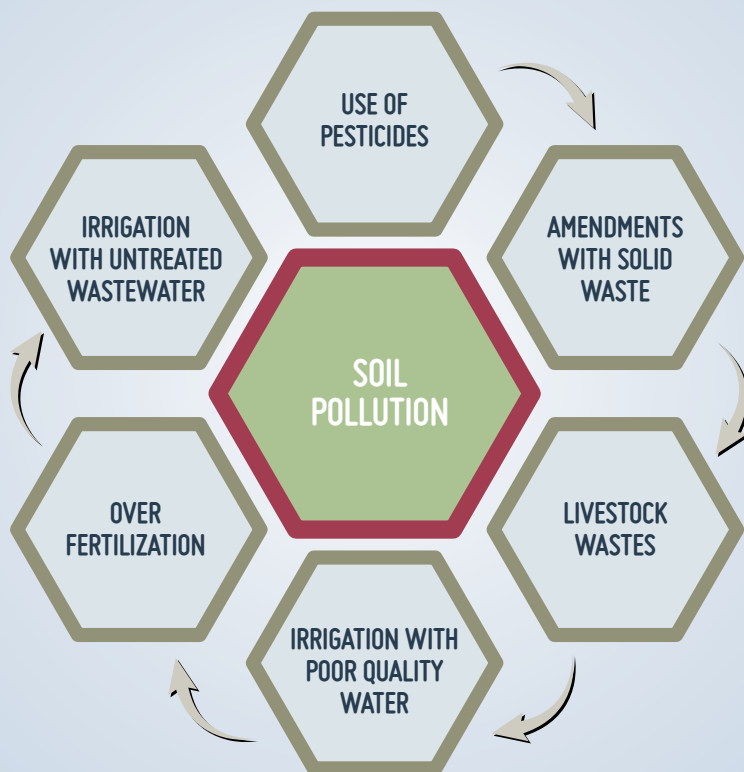 USE OF
PESTICIDES
AMENDMENTS
WITH SOLID
WASTE
LIVESTOCK
WASTES
IRRIGATION WITH
POOR QUALITY
WATER
OVER
FERTILIZATION
IRRIGATION
WITH UNTREATED
WASTEWATER
SOIL
POLLUTION